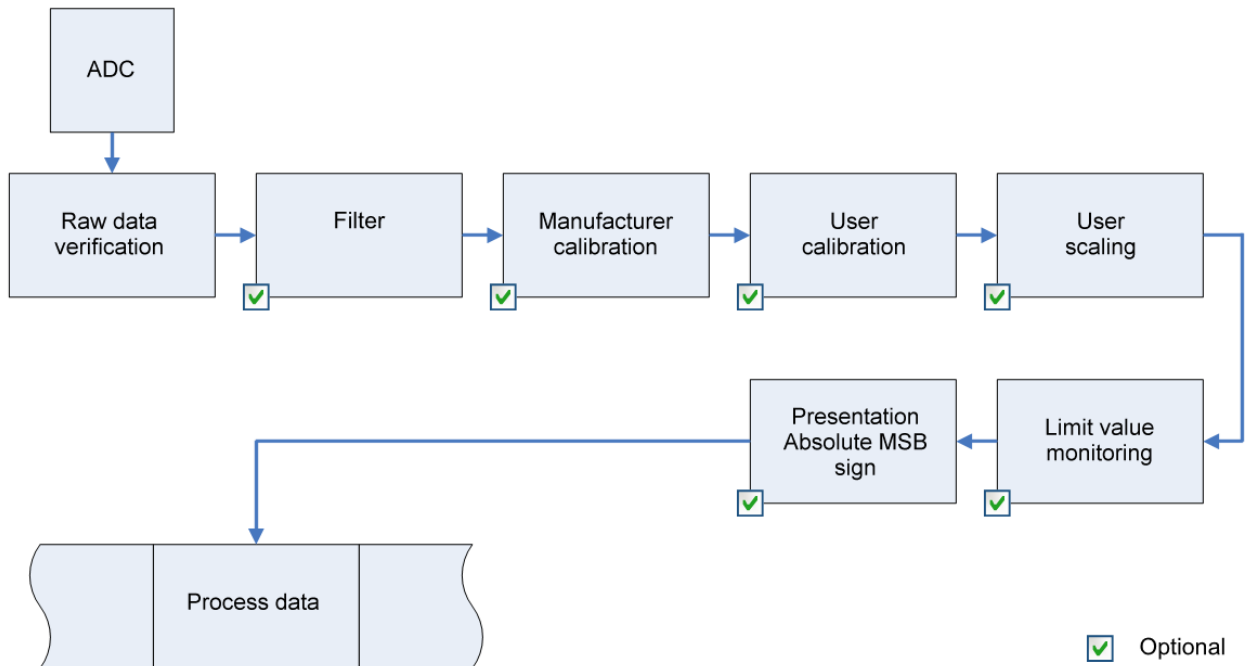 ADC
Raw data
verification
Filter
Manufacturer
calibration
User
calibration
User
scaling
Limit value
monitoring
Presentation
Absolute MSB
sign
Process data
Optional